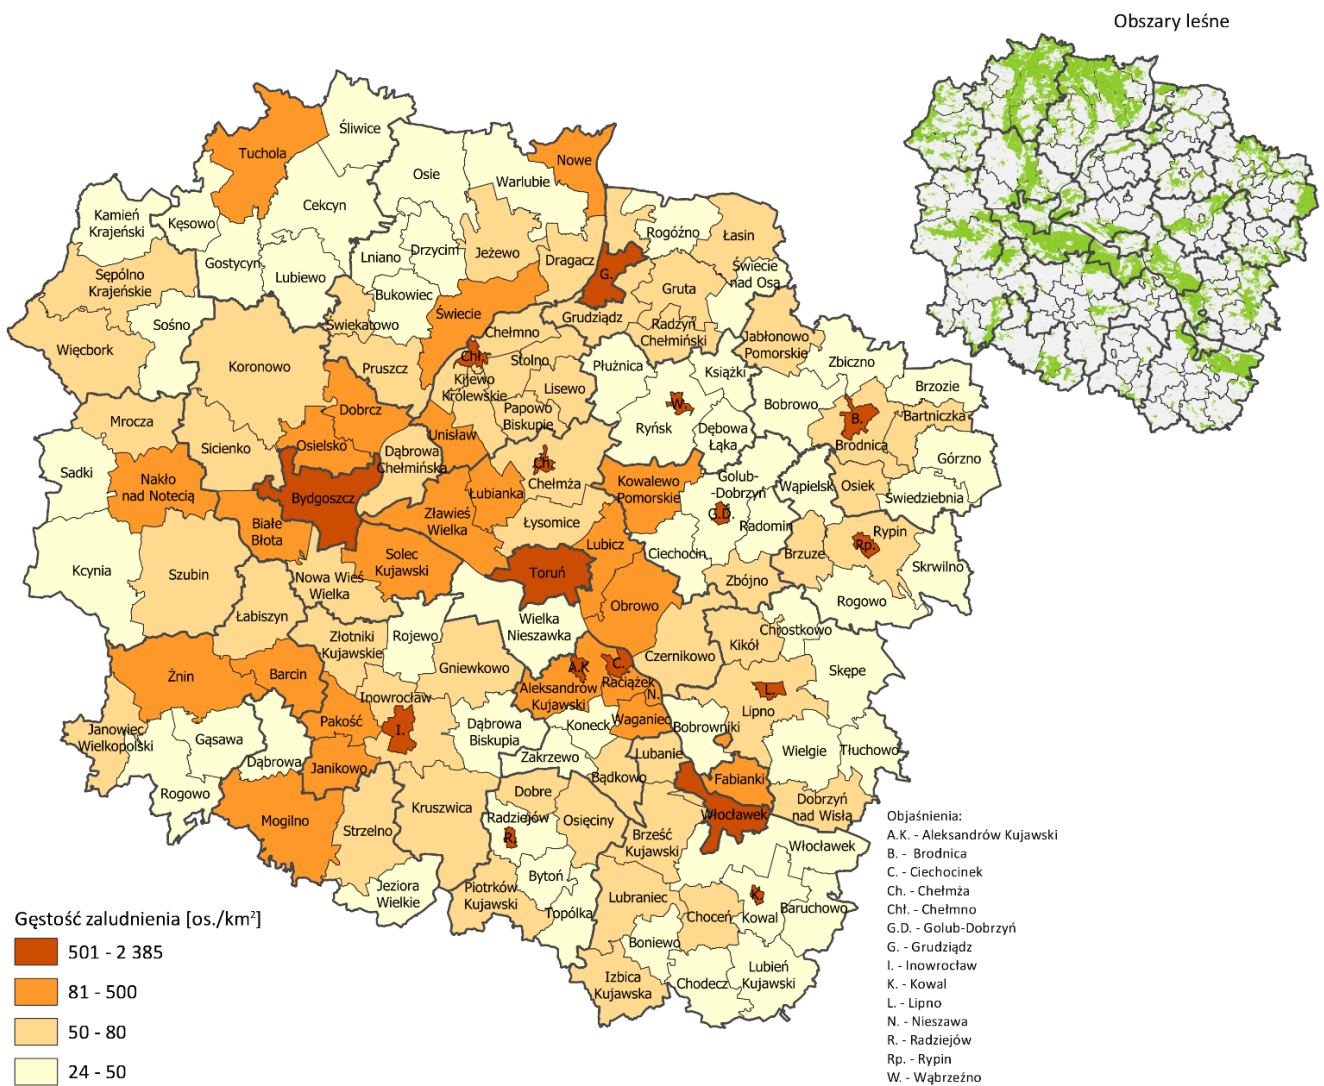 Obszary leśne
Śliwice
Tuchola
Nowe
Osie
Warlubie
Cekcyn
Kamień
Krajeński
Kęsowo
Rogóźno
Łasin
Drzycim
Jeżewo
Lniano
Dragacz
Gostycyn
Lubiewo
Sępólno
Krajeńskie
G.
Świecie
nad Osą
Gruta
Bukowiec
Świecie
Sośno
Świekatowo
Grudziądz
Radzyń
Chełmiński
Chełmno
Jabłonowo
Pomorskie
Więcbork
Koronowo
Pruszcz
Chł.
Stolno
Płużnica
Książki
Zbiczno
Kijewo
Królewskie
Lisewo
Brzozie
Mrocza
Dobrcz
Papowo
Biskupie
W.
Bobrowo
B.
Bartniczka
Sicienko
Osielsko
Unisław
Ryńsk
Dębowa
Łąka
Brodnica
Dąbrowa
Chełmińska
Ch.
Górzno
Sadki
Nakło
nad Notecią
Bydgoszcz
Łubianka
Chełmża
Kowalewo
Pomorskie
Golub-
-Dobrzyń
Wąpielsk
Osiek
Świedziebnia
Białe
Błota
Zławieś
Wielka
Łysomice
G.D.
Radomin
Rypin
Rp.
Lubicz
Ciechocin
Brzuze
Solec
Kujawski
Kcynia
Szubin
Nowa Wieś
Wielka
Toruń
Zbójno
Skrwilno
Rogowo
Łabiszyn
Obrowo
Wielka
Nieszawka
Złotniki
Kujawskie
Rojewo
Chrostkowo
Kikół
Czernikowo
Gniewkowo
A.K
C.
Skępe
Żnin
Barcin
Raciążek
Aleksandrów
Kujawski
N.
L.
Inowrocław
Lipno
Pakość
I.
Waganiec
Janowiec
Wielkopolski
Gąsawa
Dąbrowa
Biskupia
Koneck
Bobrowniki
Wielgie
Tłuchowo
Dąbrowa
Janikowo
Zakrzewo
Lubanie
Bądkowo
Fabianki
Rogowo
Dobre
Dobrzyń
nad Wisłą
Kruszwica
Mogilno
Strzelno
Radziejów
R.
Osięciny
Włocławek
Brześć
Kujawski
Włocławek
Jeziora
Wielkie
Bytoń
Piotrków
Kujawski
Lubraniec
K.
Kowal
Baruchowo
Topólka
Choceń
Boniewo
Izbica
Kujawska
Chodecz
Lubień
Kujawski
Gęstość zaludnienia [os./km²]
501 - 2 385
81 - 500
50 - 80
24 - 50
Objaśnienia:
A.K. - Aleksandrów Kujawski
B. - Brodnica
C. - Ciechocinek
Ch. - Chełmża
Chł. - Chełmno
G.D. - Golub-Dobrzyń
G. - Grudziądz
I. - Inowrocław
K. - Kowal
L. - Lipno
N. - Nieszawa
R. - Radziejów
Rp. - Rypin
W. - Wąbrzeźno